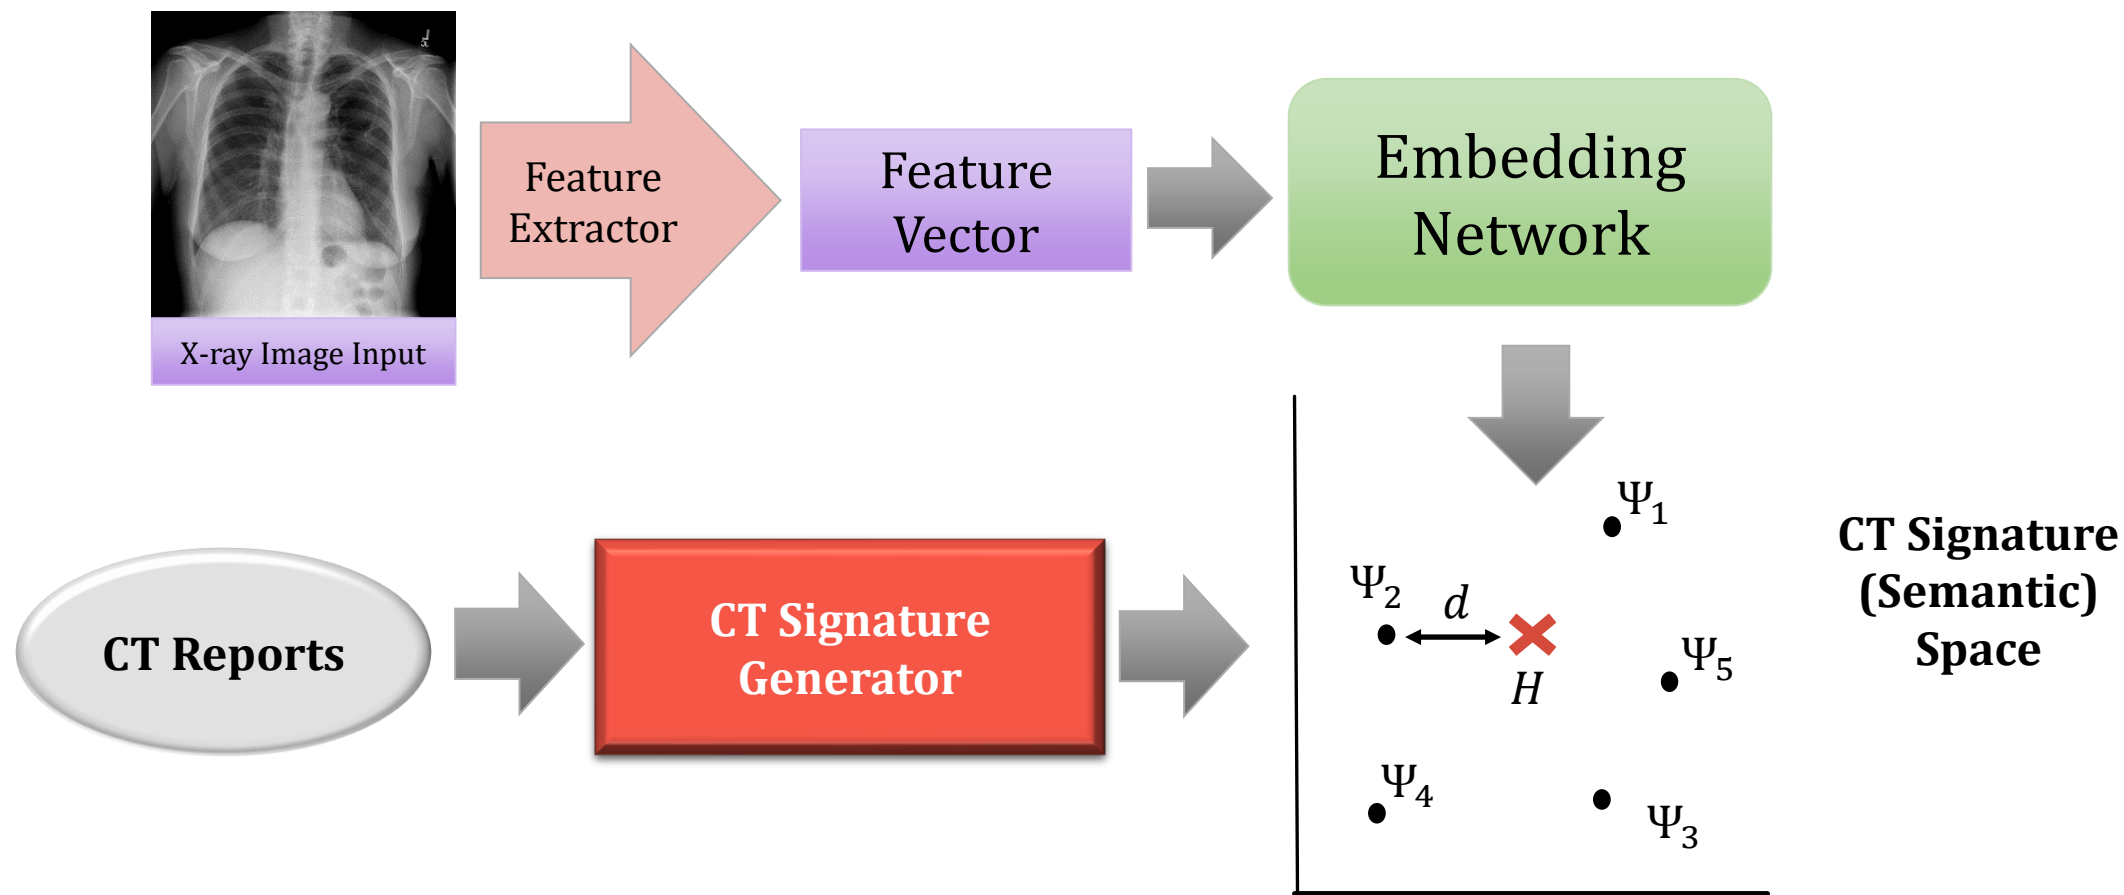 X-ray Image Input
Feature
Extractor
Feature
Vector
Embedding
Network
CT Reports
CT Signature
Generator
Ψ1
Ψ2
d
H
Ψ5
Ψ4
Ψ3
CT Signature
(Semantic)
Space